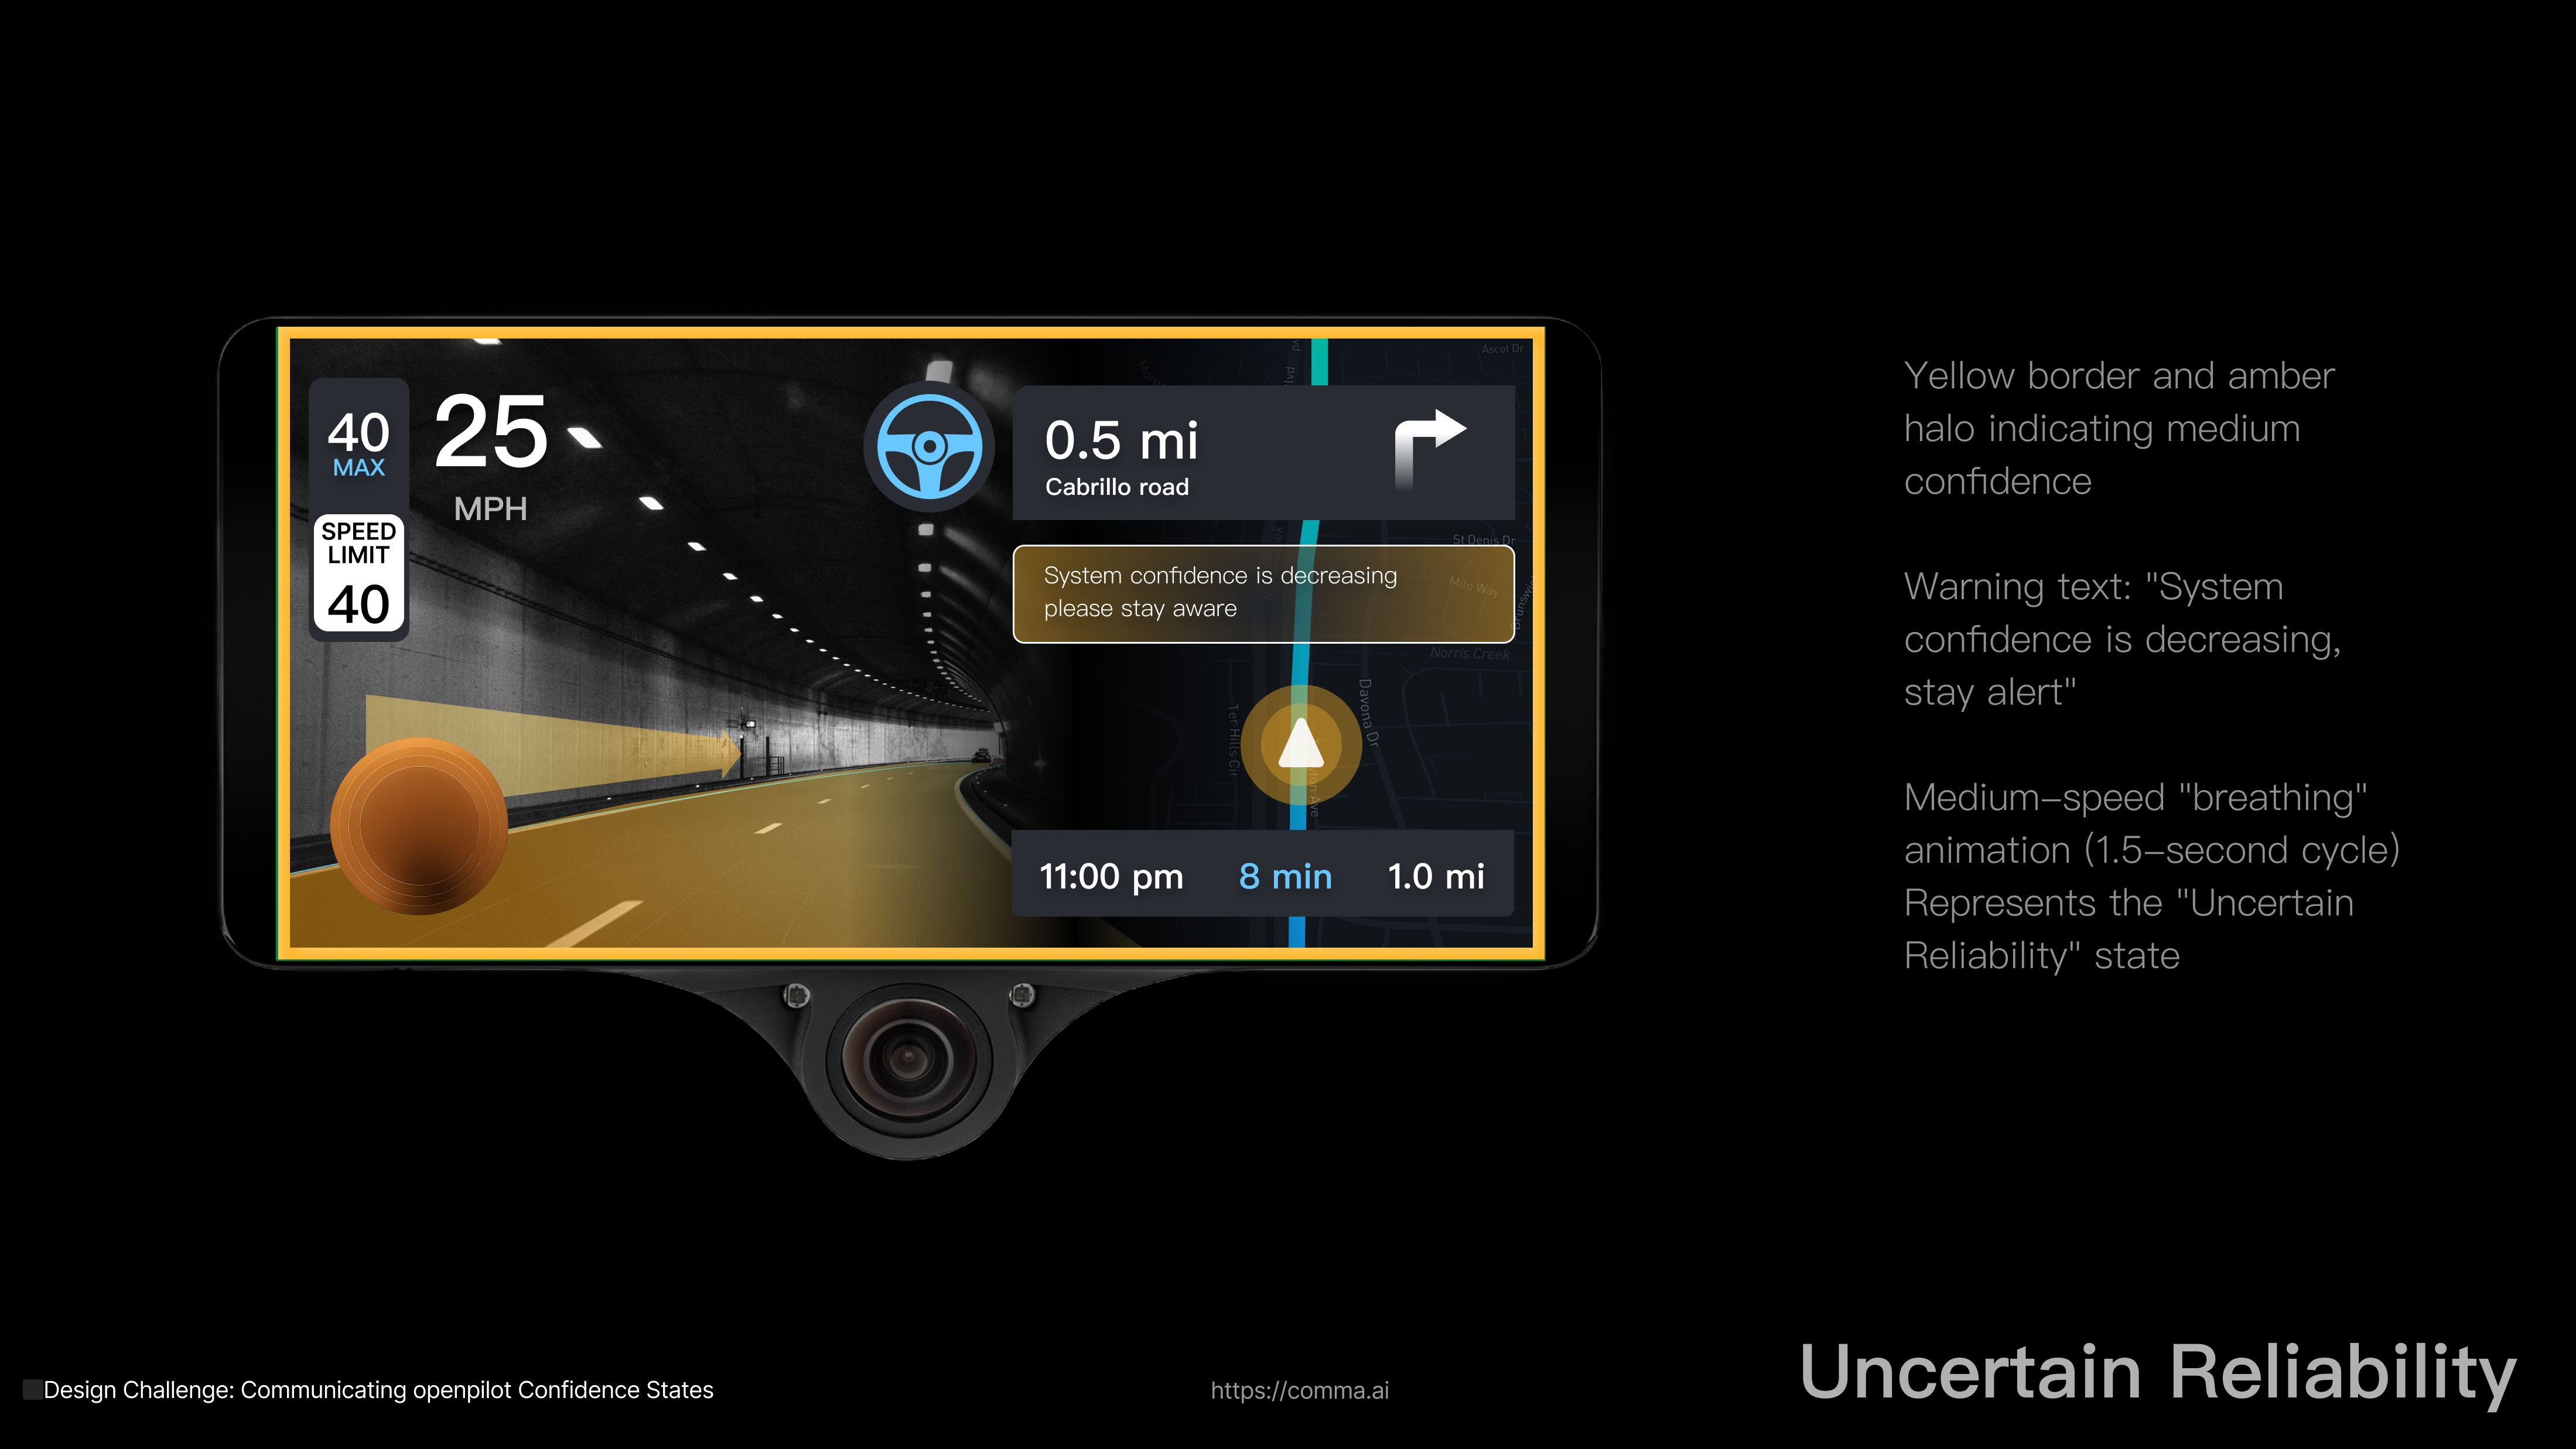 40
MAX
25
MPH
SPEED
LIMIT
40
0.5 mi
Cabrillo road
System confidence is decreasing
please stay aware
Ascot Dr
lvd
St Denis Dr
Milo Way
Norris Creek
Davona Dr
Ter Hills Cir
11:00 pm
8 min
1.0 mi
Yellow border and amber
halo indicating medium
confidence
Warning text: "System
confidence is decreasing,
stay alert"
Medium–speed "breathing"
animation (1.5–second cycle)
Represents the "Uncertain
Reliability" state
Design Challenge: Communicating openpilot Confidence States
https://comma.ai
Uncertain Reliability